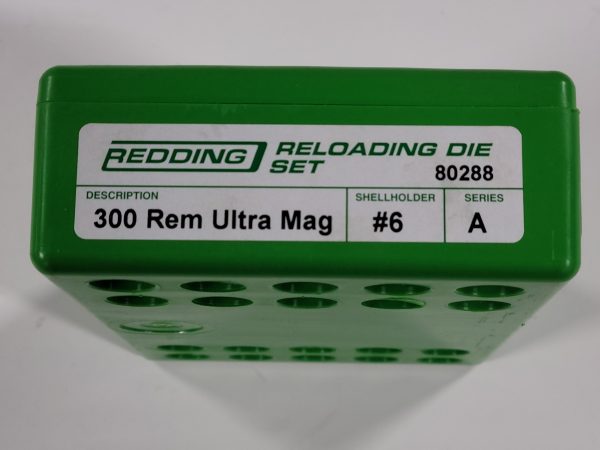 REDDING RELOADING DIE
SET 80288
DESCRIPTION SHELLHOLDER SERIES
300 Rem Ultra Mag #6 A